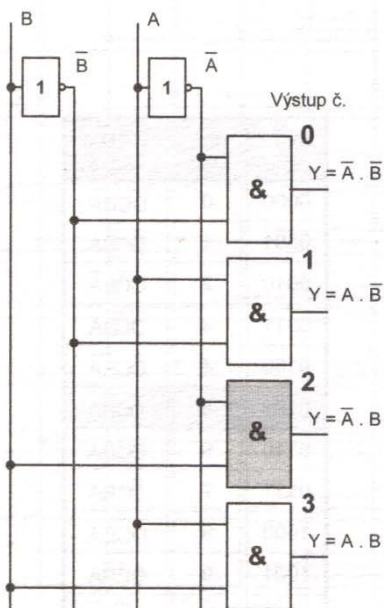 B A
B̅ A̅
1 1
Výstup č.
0
Y = A̅ . B̅
&
1
Y = A . B̅
&
2
Y = A̅ . B
&
3
Y = A . B
&